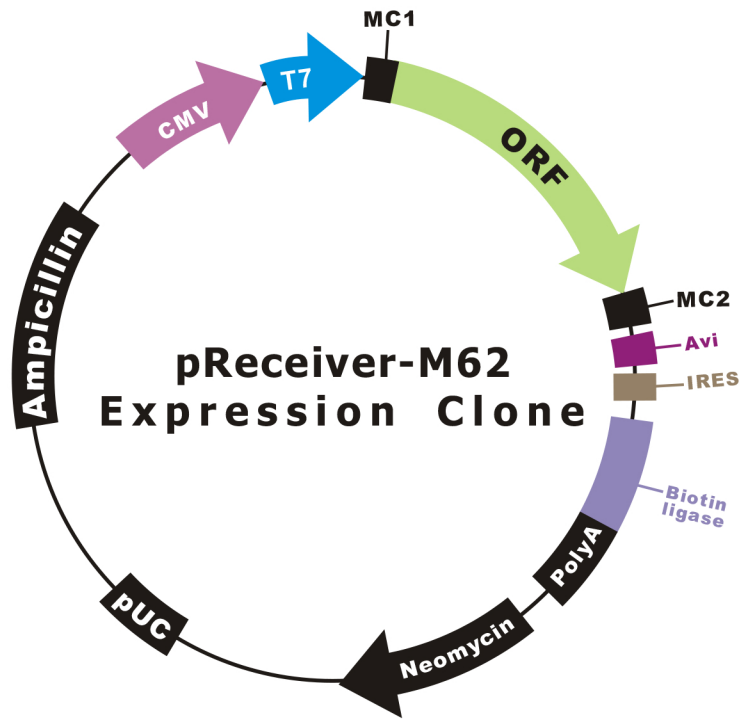 MC1
T7
CMV
ORF
MC2
Avi
IRES
Biotin
ligase
PolyA
Neomycin
pUC
Ampicillin
pReceiver-M62
Expression Clone